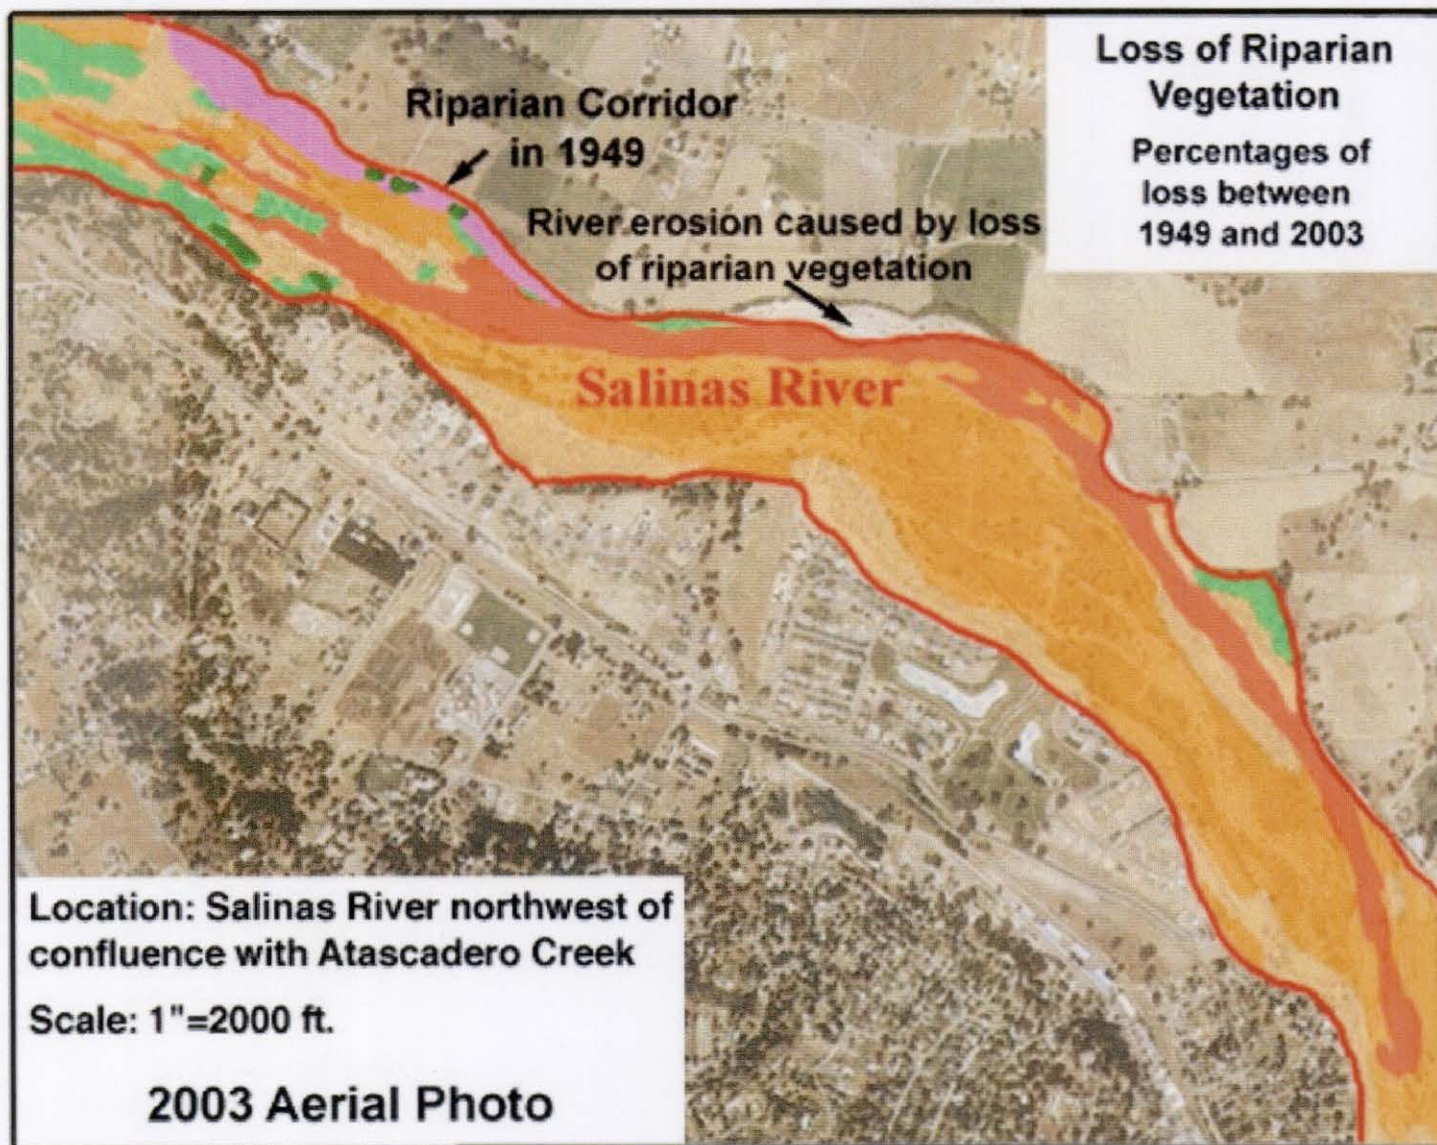 Loss of Riparian
Vegetation
Percentages of
loss between
1949 and 2003
Riparian Corridor
in 1949
River erosion caused by loss
of riparian vegetation
Salinas River
Location: Salinas River northwest of
confluence with Atascadero Creek
Scale: 1"=2000 ft.
2003 Aerial Photo